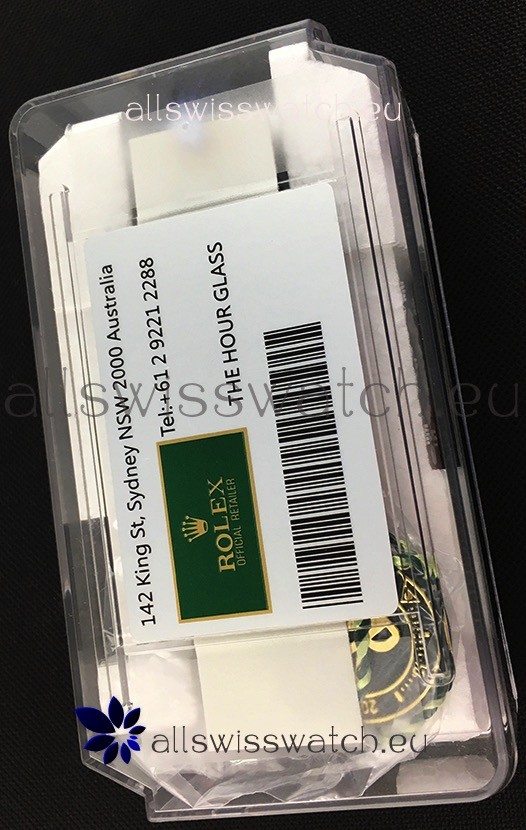 allswisswatch.eu
142 King St, Sydney NSW 2000 Australia
Tel: +61 2 9221 2288
THE HOUR GLASS
ROLEX
OFFICIAL RETAILER
allswisswatch.eu
allswisswatch.eu